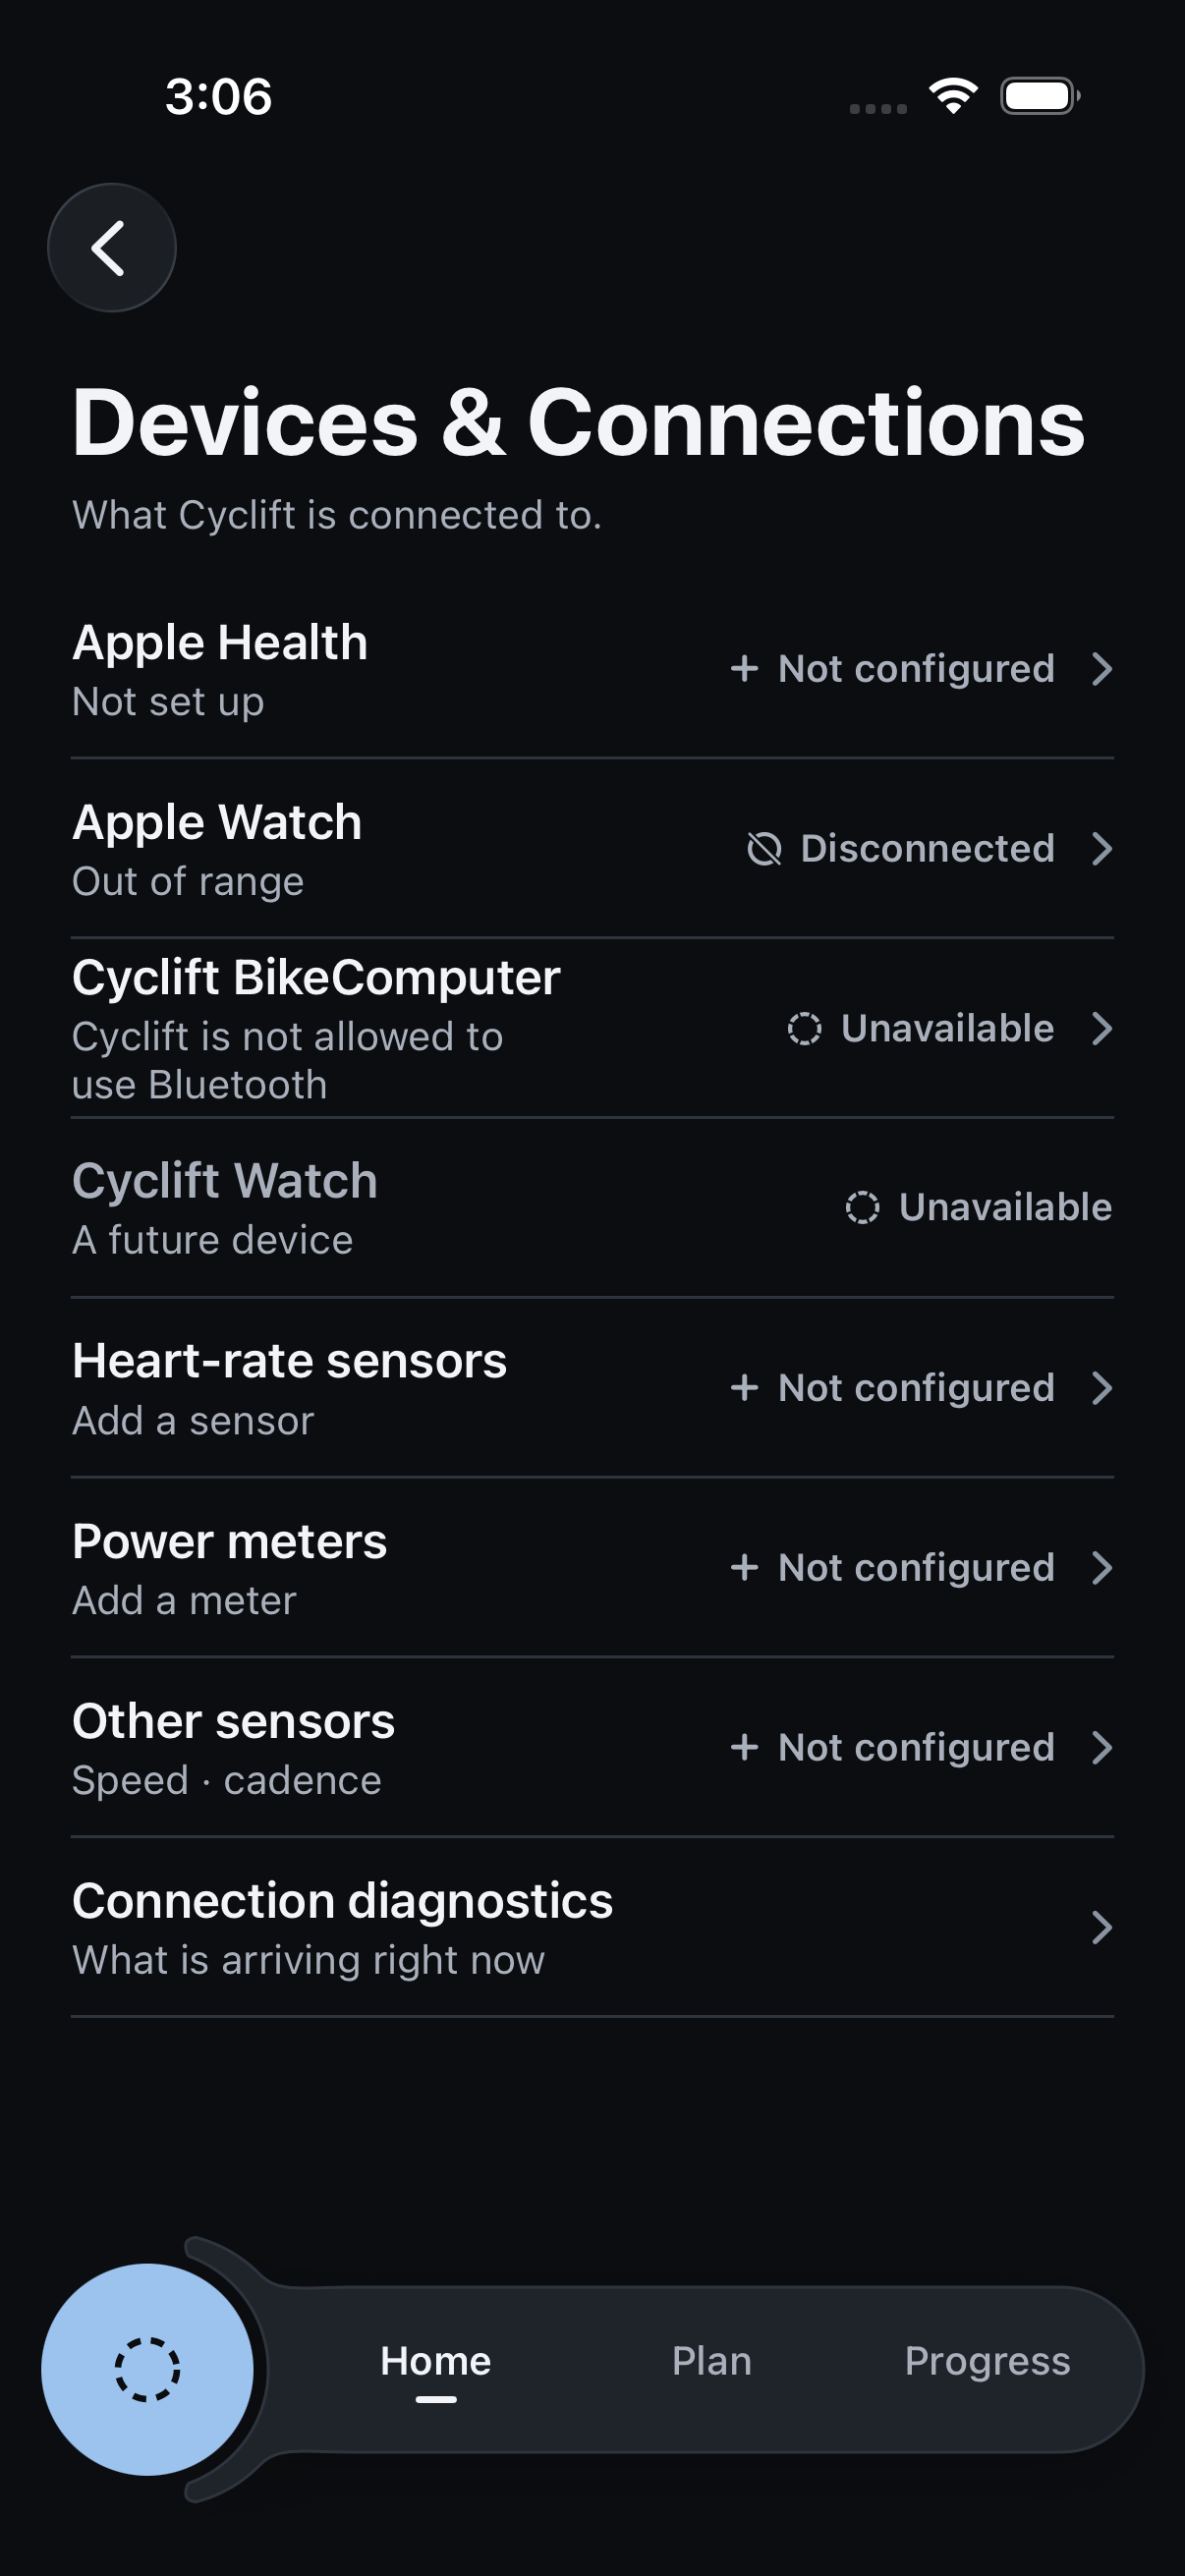 3:06
Devices & Connections
What Cyclift is connected to.
Apple Health
Not set up
+ Not configured
Apple Watch
Out of range
Disconnected
Cyclift BikeComputer
Cyclift is not allowed to
use Bluetooth
Unavailable
Cyclift Watch
A future device
Unavailable
Heart-rate sensors
Add a sensor
+ Not configured
Power meters
Add a meter
+ Not configured
Other sensors
Speed · cadence
+ Not configured
Connection diagnostics
What is arriving right now
Home
Plan
Progress